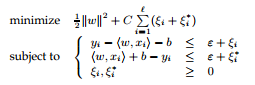 minimize ½‖w‖² + C ∑_{i=1}^{ℓ} (ξ_i + ξ_i^*)
subject to { y_i − ⟨w, x_i⟩ − b ≤ ε + ξ_i
⟨w, x_i⟩ + b − y_i ≤ ε + ξ_i^*
ξ_i, ξ_i^* ≥ 0